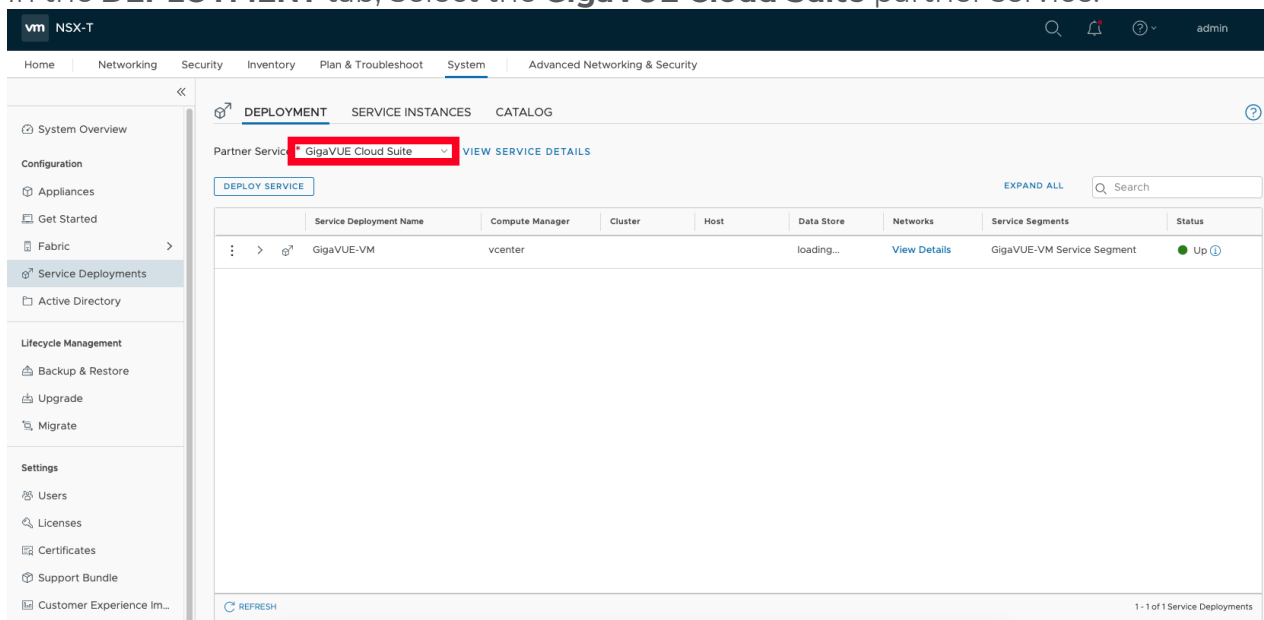 In the DEPLOYMENT tab, Select the GigaVUE Cloud Suite partner service.
vm NSX-T
admin
Home Networking Security Inventory Plan & Troubleshoot System Advanced Networking & Security
DEPLOYMENT SERVICE INSTANCES CATALOG
System Overview
Partner Service * GigaVUE Cloud Suite VIEW SERVICE DETAILS
Configuration
Appliances
DEPLOY SERVICE EXPAND ALL Search
Get Started
Service Deployment Name Compute Manager Cluster Host Data Store Networks Service Segments Status
Fabric
GigaVUE-VM vcenter loading... View Details GigaVUE-VM Service Segment Up
Service Deployments
Active Directory
Lifecycle Management
Backup & Restore
Upgrade
Migrate
Settings
Users
Licenses
Certificates
Support Bundle
Customer Experience Im...
REFRESH 1 - 1 of 1 Service Deployments